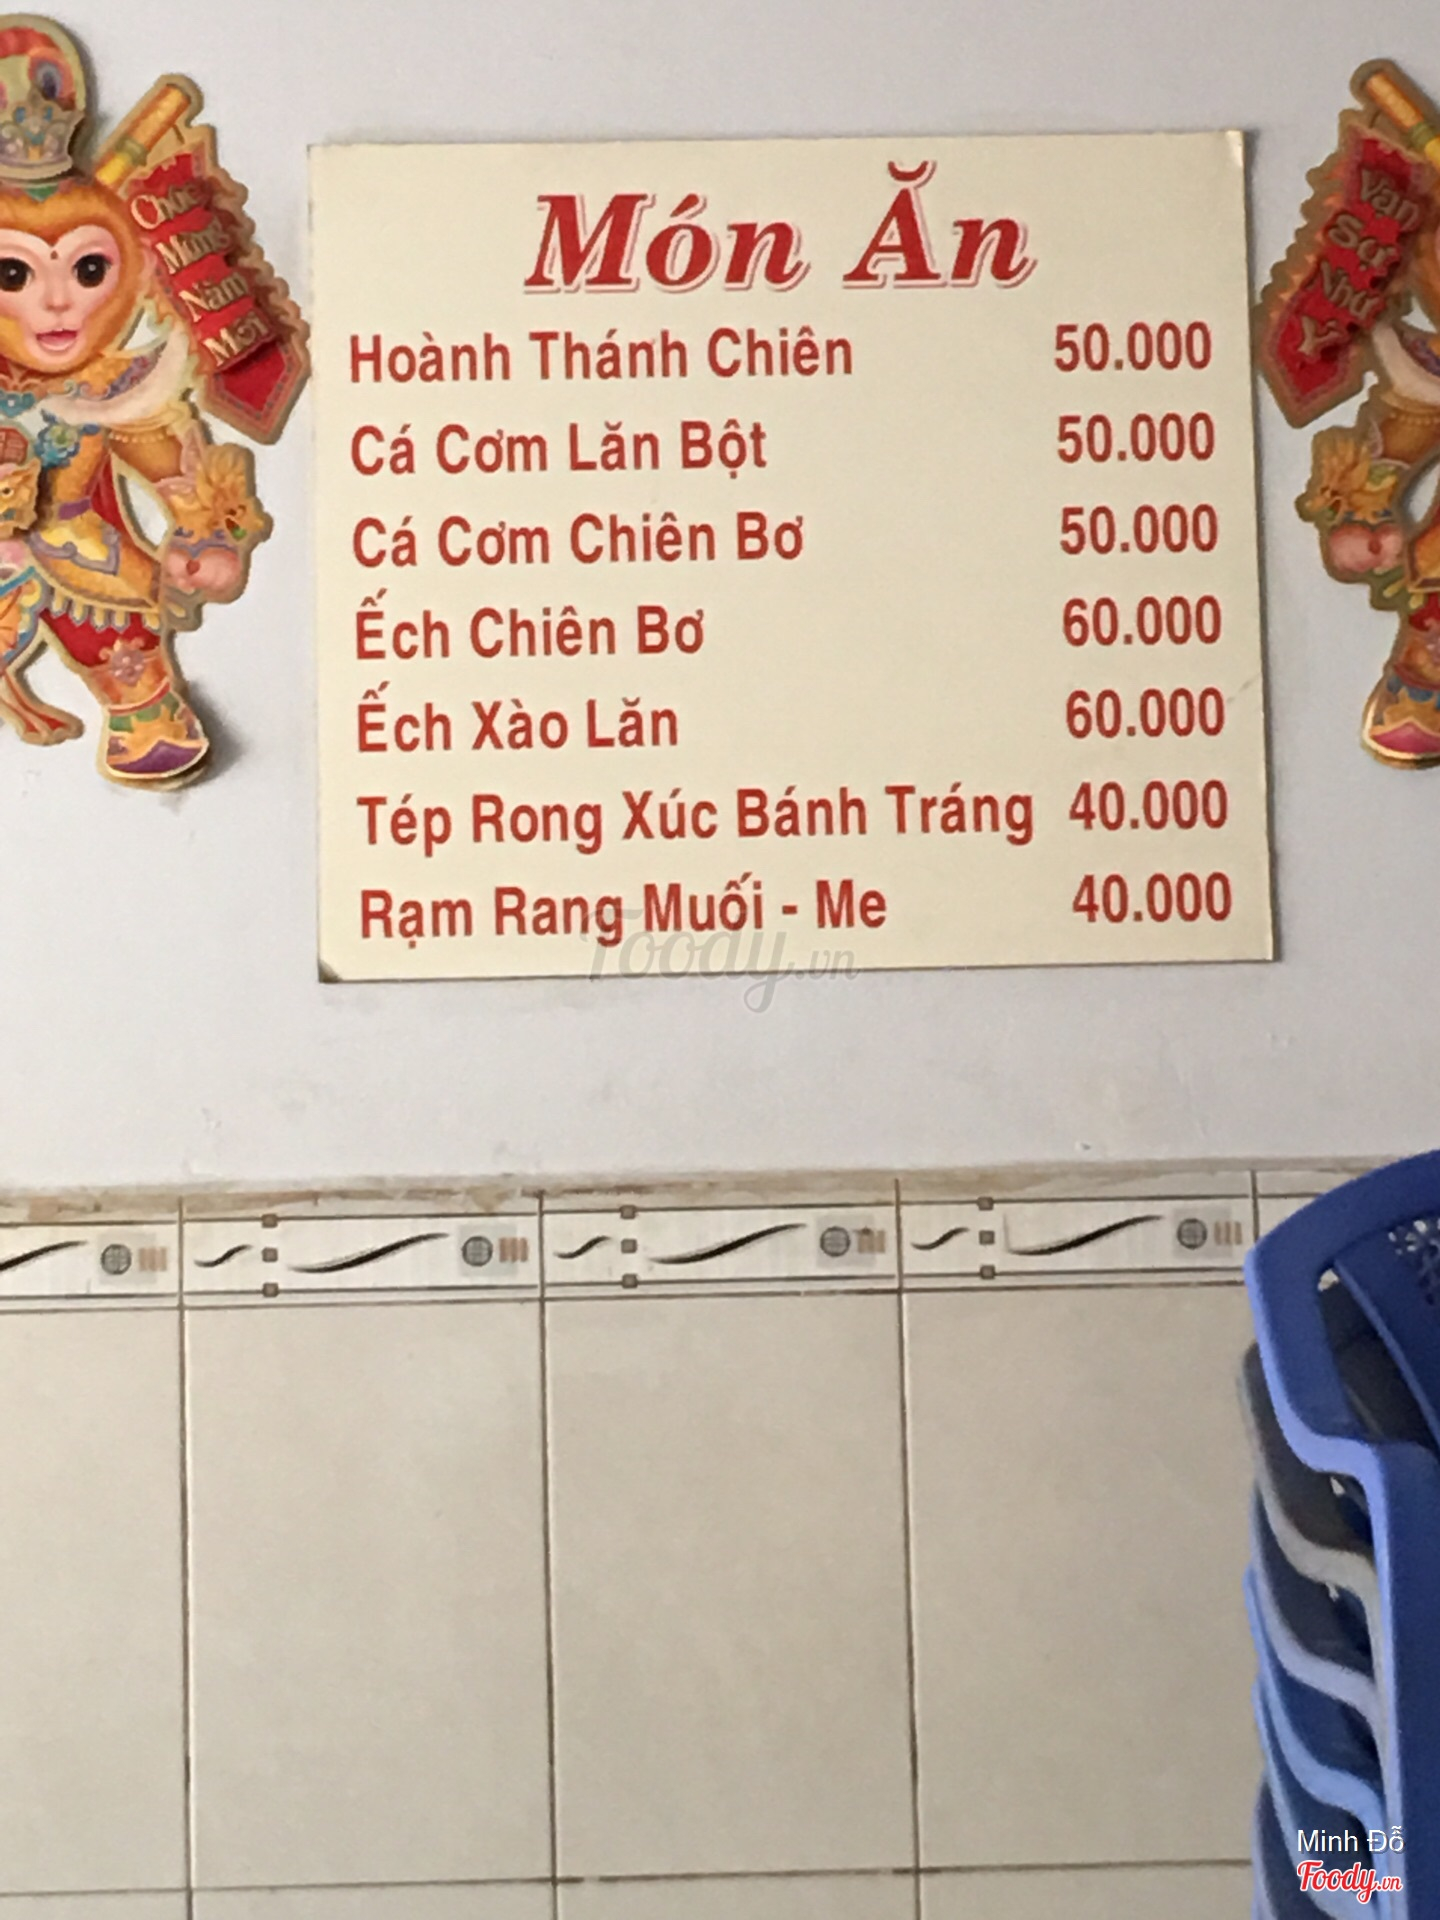 Chúc
Mừng
Năm
Mới
Vạn
Sự
Như
Ý
Món Ăn
Hoành Thánh Chiên 50.000
Cá Cơm Lăn Bột 50.000
Cá Cơm Chiên Bơ 50.000
Ếch Chiên Bơ 60.000
Ếch Xào Lăn 60.000
Tép Rong Xúc Bánh Tráng 40.000
Rạm Rang Muối - Me 40.000
Foody.vn
Minh Đỗ
Foody.vn